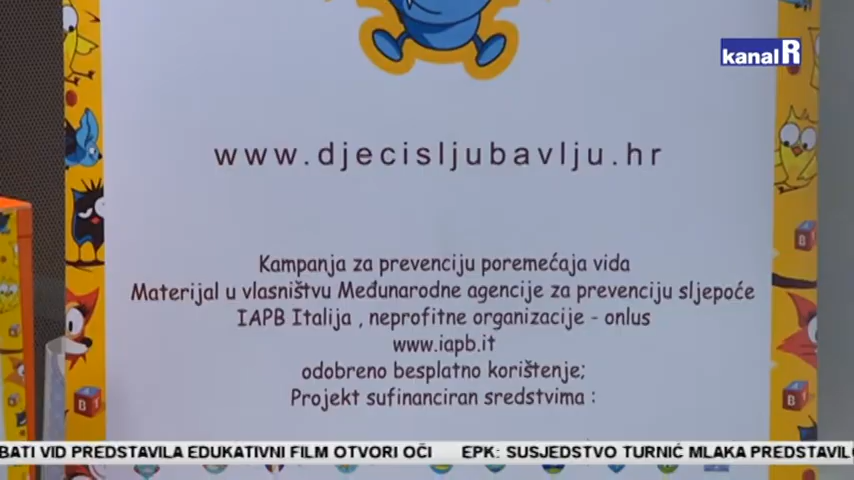 kanalR
www.djecisljubavlju.hr
Kampanja za prevenciju poremećaja vida
Materijal u vlasništvu Međunarodne agencije za prevenciju sljepoće
IAPB Italija , neprofitne organizacije - onlus
www.iapb.it
odobreno besplatno korištenje;
Projekt sufinanciran sredstvima :
B
B
B
BATI VID PREDSTAVILA EDUKATIVNI FILM OTVORI OČI EPK: SUSJEDSTVO TURNIĆ MLAKA PREDSTAVIL